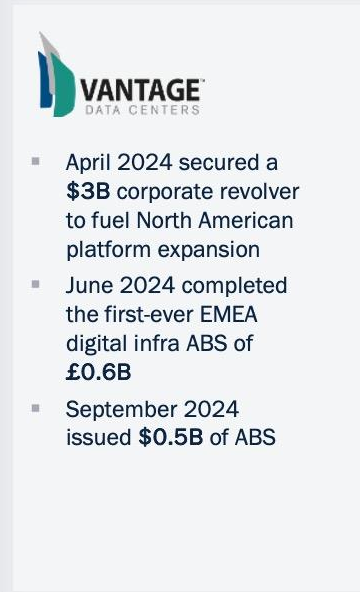 VANTAGE™
DATA CENTERS
▪ April 2024 secured a
$3B corporate revolver
to fuel North American
platform expansion
▪ June 2024 completed
the first-ever EMEA
digital infra ABS of
£0.6B
▪ September 2024
issued $0.5B of ABS